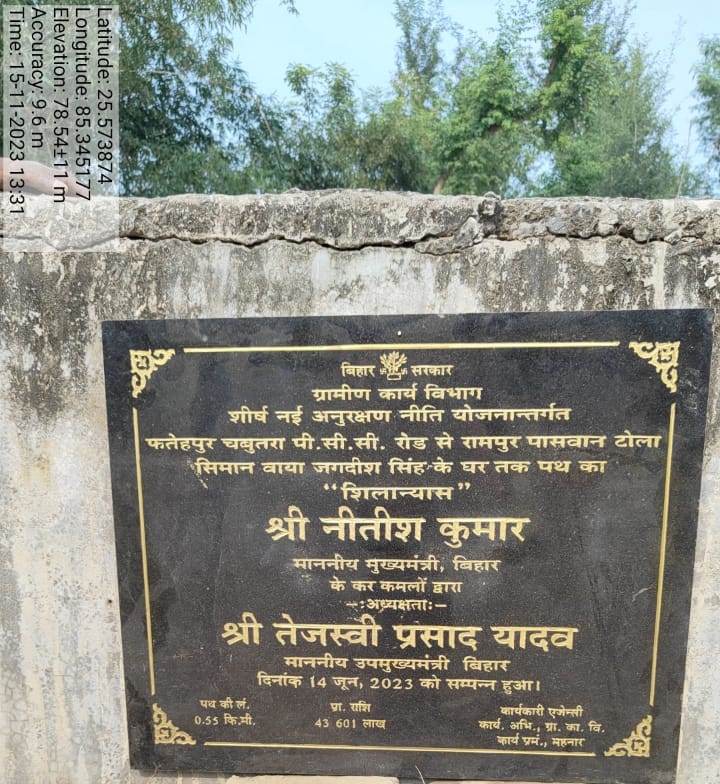 Latitude: 25.573874
Longitude: 85.345177
Elevation: 78.54±11 m
Accuracy: 9.6 m
Time: 15-11-2023 13:31
बिहार सरकार
ग्रामीण कार्य विभाग
शीर्ष नई अनुरक्षण नीति योजनान्तर्गत
फतेहपुर चबुतरा पी.सी.सी. रोड से रामपुर पासवान टोला
सिमान वाया जगदीश सिंह के घर तक पथ का
“शिलान्यास”
श्री नीतीश कुमार
माननीय मुख्यमंत्री, बिहार
के कर कमलों द्वारा
-:अध्यक्षता:-
श्री तेजस्वी प्रसाद यादव
माननीय उपमुख्यमंत्री बिहार
दिनांक 14 जून, 2023 को सम्पन्न हुआ।
पथ की लं. प्रा. राशि कार्यकारी एजेन्सी
0.55 कि.मी. 43 601 लाख कार्य. अभि., ग्रा. का. वि.
कार्य प्रमं., महनार